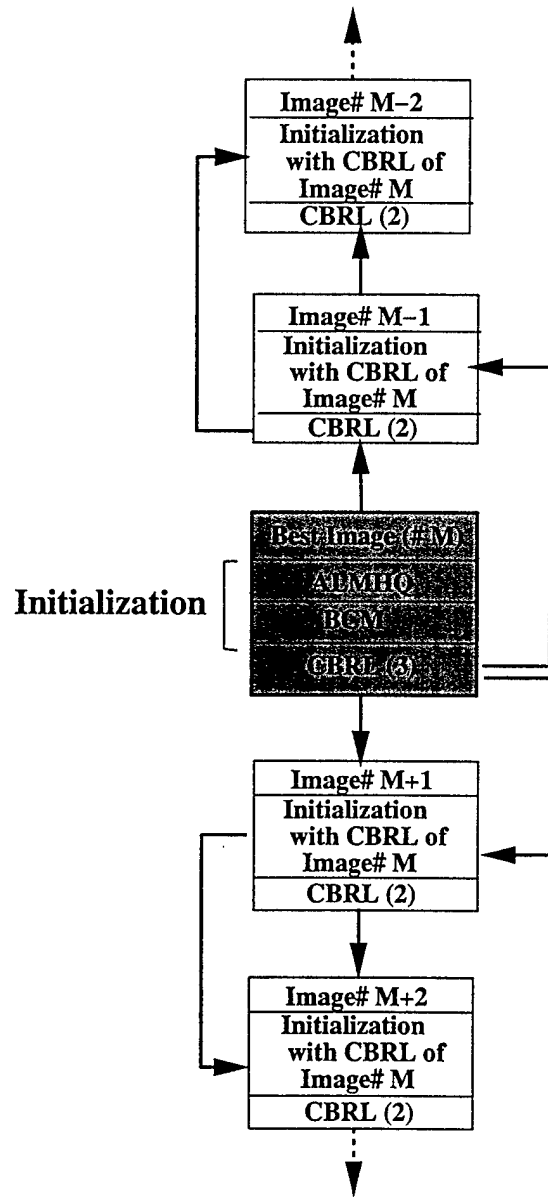 Image# M−2
Initialization
with CBRL of
Image# M
CBRL (2)
Image# M−1
Initialization
with CBRL of
Image# M
CBRL (2)
Best Image (#M)
ALMHO
BCM
CBRL (3)
Initialization
Image# M+1
Initialization
with CBRL of
Image# M
CBRL (2)
Image# M+2
Initialization
with CBRL of
Image# M
CBRL (2)